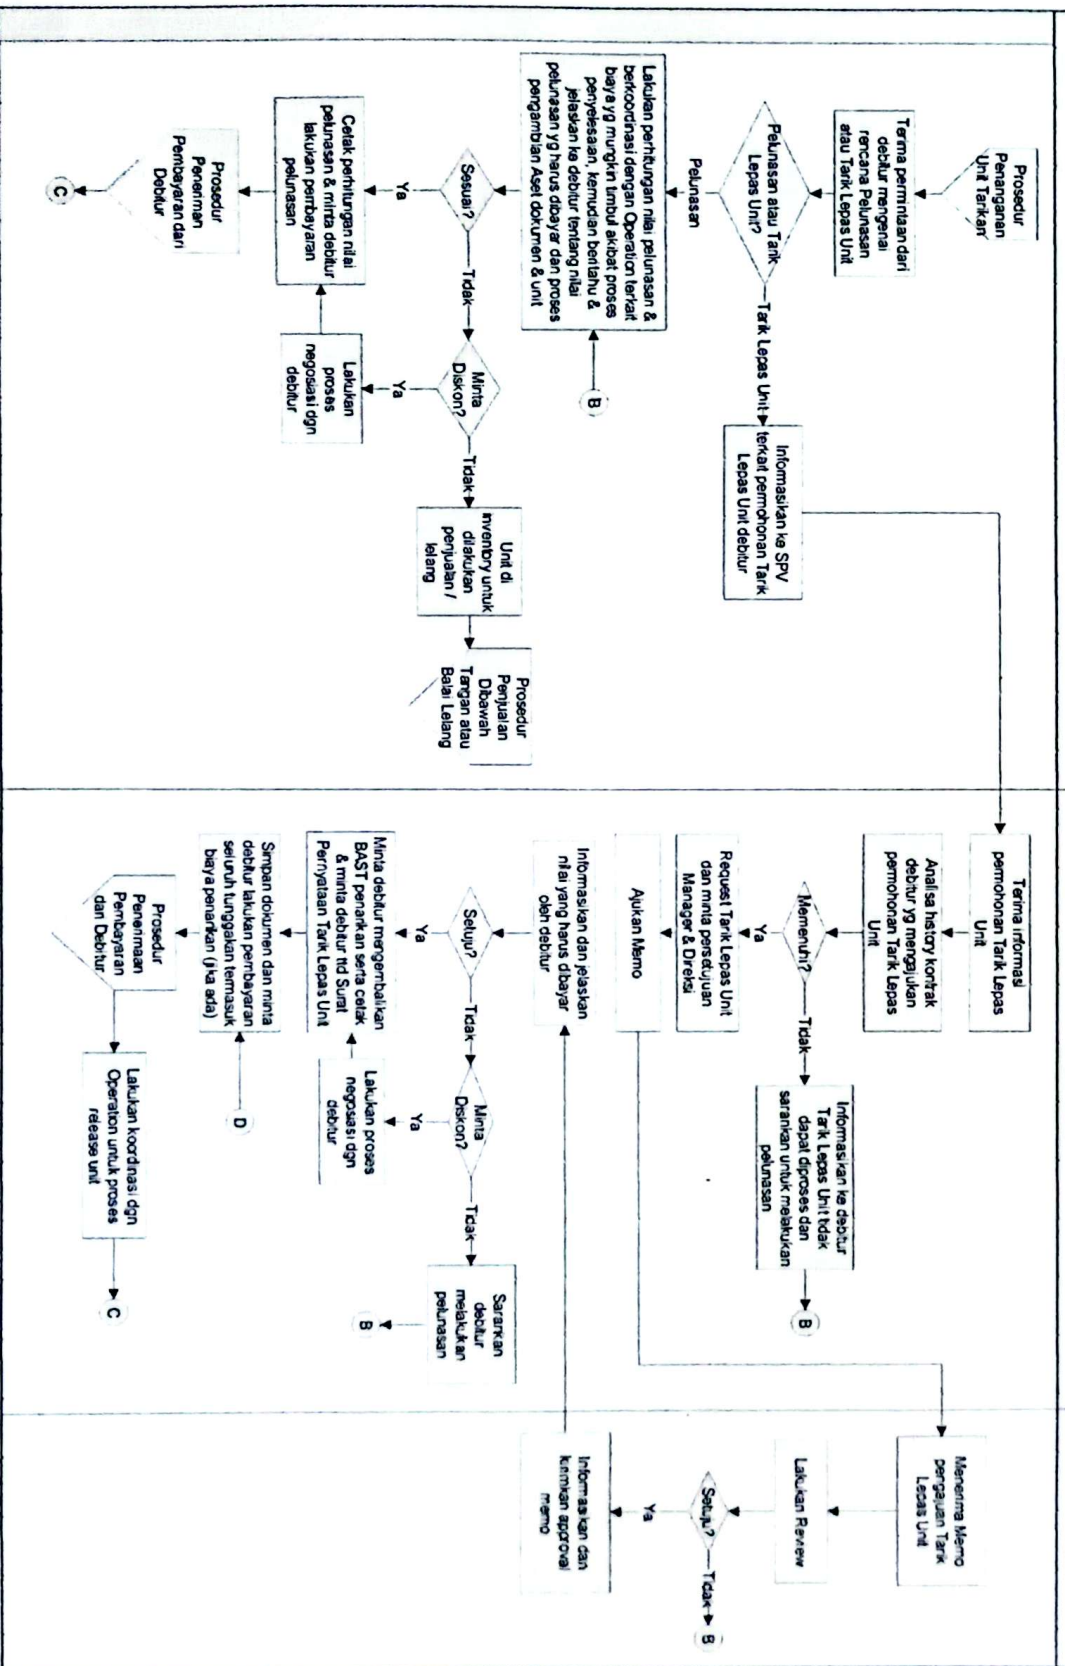 Prosedur
Penanganan
Unit Tarikan
Terima permintaan dari
debitur mengenai
rencana Pelunasan
atau Tarik Lepas Unit
Pelunasan atau Tarik
Lepas Unit?
Tarik Lepas Unit
Pelunasan
Informasikan ke SPV
terkait permohonan Tarik
Lepas Unit debitur
Lakukan perhitungan nilai pelunasan &
berkoordinasi dengan Operation terkait
biaya yg mungkin timbul akibat proses
penyelesaian, kemudian beritahu &
jelaskan ke debitur tentang nilai
pelunasan yg harus dibayar dan proses
pengambilan Aset dokumen & unit
B
Sesuai?
Tidak
Ya
Minta
Diskon?
Tidak
Ya
Unit di
inventory untuk
dilakukan
penjualan /
lelang
Prosedur
Penjualan
Dibawah
Tangan atau
Balai Lelang
Cetak perhitungan nilai
pelunasan & minta debitur
lakukan pembayaran
pelunasan
Lakukan
proses
negosiasi dgn
debitur
Prosedur
Peneriman
Pembayaran dari
Debitur
C
Terima informasi
permohonan Tarik Lepas
Unit
Analisa history kontrak
debitur yg mengajukan
permohonan Tarik Lepas
Unit
Memenuhi?
Tidak
Ya
Informasikan ke debitur
Tarik Lepas Unit tidak
dapat diproses dan
sarankan untuk melakukan
pelunasan
B
Request Tarik Lepas Unit
dan minta persetujuan
Manager & Direksi
Ajukan Memo
Informasikan dan jelaskan
nilai yang harus dibayar
oleh debitur
Setuju?
Tidak
Ya
Minta
Diskon?
Tidak
Ya
Sarankan
debitur
melakukan
pelunasan
B
Minta debitur mengembalikan
BAST penarikan serta cetak
& minta debitur ttd Surat
Pernyataan Tarik Lepas Unit
Lakukan proses
negosiasi dgn
debitur
Simpan dokumen dan minta
debitur lakukan pembayaran
seluruh tunggakan termasuk
biaya penarikan (jika ada)
D
Prosedur
Penerimaan
Pembayaran
dari Debitur
Lakukan koordinasi dgn
Operation untuk proses
release unit
C
Menerima Memo
pengajuan Tarik
Lepas Unit
Lakukan Review
Setuju?
Tidak
B
Ya
Informasikan dan
kirimkan approval
memo